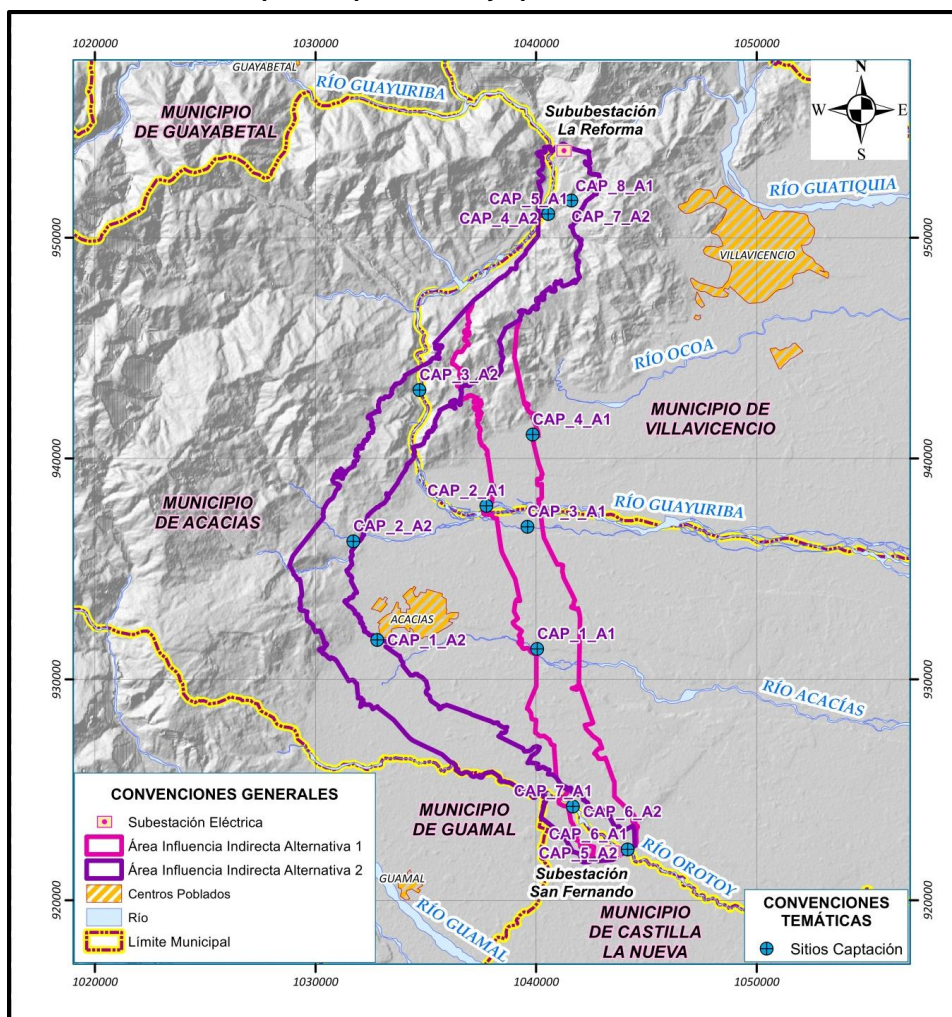 1020000
1030000
1040000
1050000
GUAYABETAL
RÍO GUAYURIBA
MUNICIPIO
DE GUAYABETAL
Sububestación
La Reforma
N
W
E
S
CAP_5_A1
CAP_8_A1
CAP_4_A2
CAP_7_A2
RÍO GUATIQUIA
950000
950000
VILLAVICENCIO
RÍO OCOA
CAP_3_A2
MUNICIPIO DE
VILLAVICENCIO
CAP_4_A1
940000
940000
MUNICIPIO
DE ACACIAS
CAP_2_A1
RÍO GUAYURIBA
CAP_3_A1
CAP_2_A2
ACACIAS
CAP_1_A2
CAP_1_A1
930000
930000
RÍO ACACÍAS
CAP_7_A1
CAP_6_A2
MUNICIPIO
DE GUAMAL
CAP_6_A1
CAP_5_A2
Subestación
San Fernando
RÍO OROTOY
GUAMAL
RÍO GUAMAL
920000
920000
MUNICIPIO
DE CASTILLA
LA NUEVA
CONVENCIONES GENERALES
Subestación Eléctrica
Área Influencia Indirecta Alternativa 1
Área Influencia Indirecta Alternativa 2
Centros Poblados
Río
Límite Municipal
CONVENCIONES
TEMÁTICAS
Sitios Captación
1020000
1030000
1040000
1050000